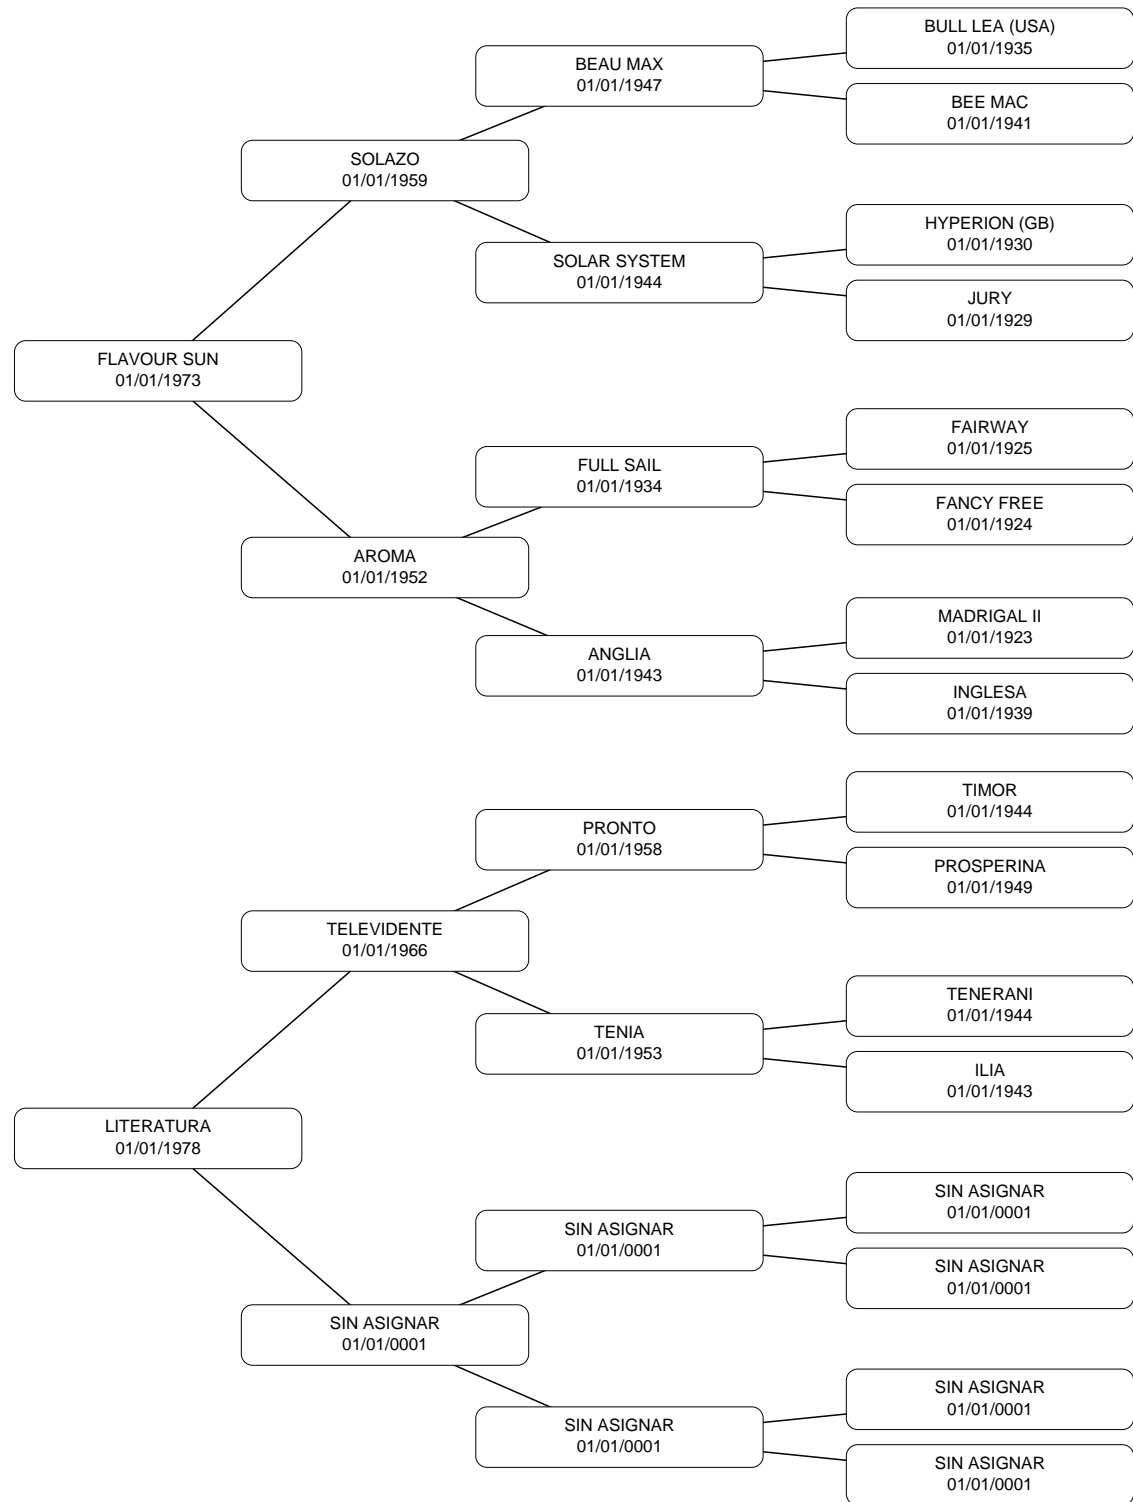 BULL LEA (USA)
01/01/1935
BEAU MAX
01/01/1947
BEE MAC
01/01/1941
SOLAZO
01/01/1959
HYPERION (GB)
01/01/1930
SOLAR SYSTEM
01/01/1944
JURY
01/01/1929
FLAVOUR SUN
01/01/1973
FAIRWAY
01/01/1925
FULL SAIL
01/01/1934
FANCY FREE
01/01/1924
AROMA
01/01/1952
MADRIGAL II
01/01/1923
ANGLIA
01/01/1943
INGLESA
01/01/1939
TIMOR
01/01/1944
PRONTO
01/01/1958
PROSPERINA
01/01/1949
TELEVIDENTE
01/01/1966
TENERANI
01/01/1944
TENIA
01/01/1953
ILIA
01/01/1943
LITERATURA
01/01/1978
SIN ASIGNAR
01/01/0001
SIN ASIGNAR
01/01/0001
SIN ASIGNAR
01/01/0001
SIN ASIGNAR
01/01/0001
SIN ASIGNAR
01/01/0001
SIN ASIGNAR
01/01/0001
SIN ASIGNAR
01/01/0001